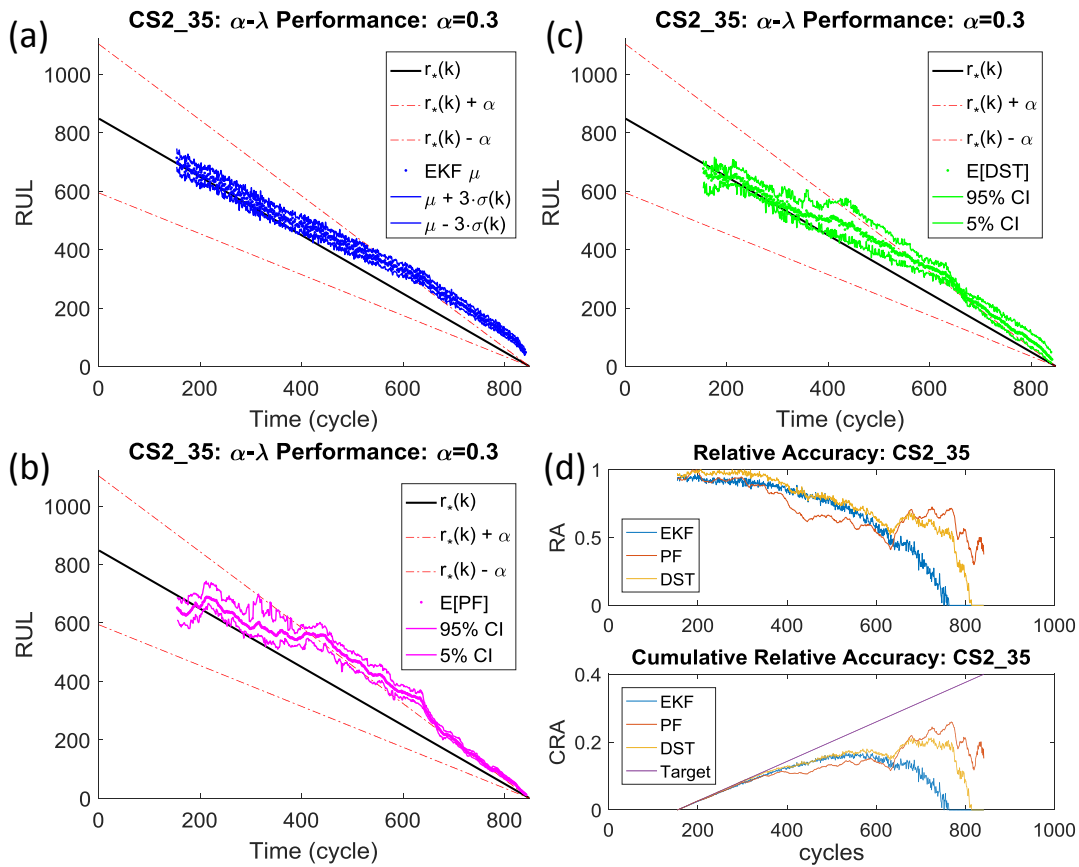 (a)
CS2_35: α-λ Performance: α=0.3
RUL
1000
800
600
400
200
0
0 200 400 600 800
Time (cycle)
r*(k)
r*(k) + α
r*(k) - α
EKF μ
μ + 3·σ(k)
μ - 3·σ(k)
(c)
CS2_35: α-λ Performance: α=0.3
RUL
1000
800
600
400
200
0
0 200 400 600 800
Time (cycle)
r*(k)
r*(k) + α
r*(k) - α
E[DST]
95% CI
5% CI
(b)
CS2_35: α-λ Performance: α=0.3
RUL
1000
800
600
400
200
0
0 200 400 600 800
Time (cycle)
r*(k)
r*(k) + α
r*(k) - α
E[PF]
95% CI
5% CI
(d)
Relative Accuracy: CS2_35
RA
1
0.5
0
0 200 400 600 800 1000
EKF
PF
DST
Cumulative Relative Accuracy: CS2_35
CRA
0.4
0.2
0
0 200 400 600 800 1000
cycles
EKF
PF
DST
Target